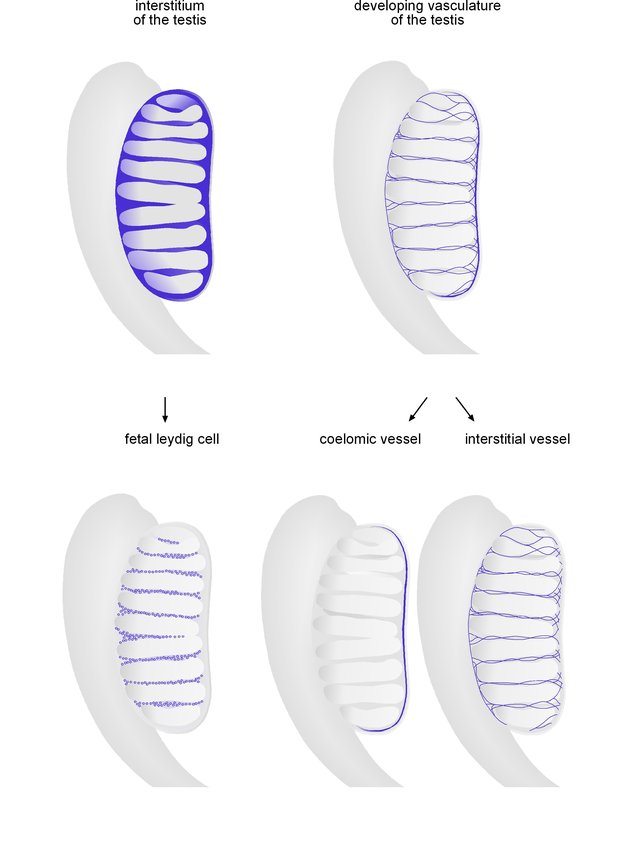 interstitium
of the testis
developing vasculature
of the testis
fetal leydig cell
coelomic vessel
interstitial vessel